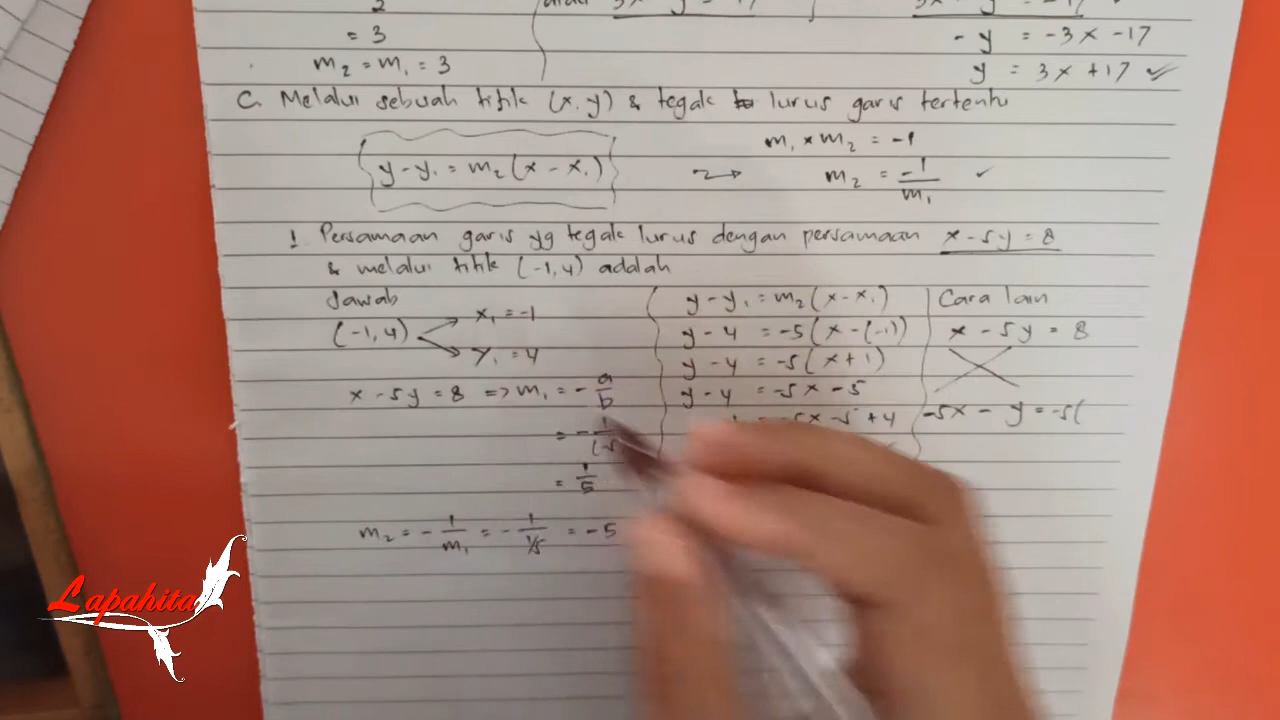 = 3
m₂ = m₁ = 3
- y = -3x -17
y = 3x +17 ✓
C. Melalui sebuah titik (x, y) & tegak lurus garis tertentu
y - y₁ = m₂ (x - x₁)
m₁ × m₂ = -1
m₂ = -1/m₁ ✓
1. Persamaan garis yg tegak lurus dengan persamaan x - 5y = 8
& melalui titik (-1, 4) adalah
Jawab
(-1, 4)
x₁ = -1
y₁ = 4
x - 5y = 8 => m₁ = - a/b
= 1/5
m₂ = - 1/m₁ = - 1/⅕ = -5
y - y₁ = m₂ (x - x₁)
y - 4 = -5 (x - (-1))
y - 4 = -5 (x + 1)
y - 4 = -5x - 5
= -5x - 5 + 4
Cara lain
x - 5y = 8
-5x - y = -5(
Lapahita